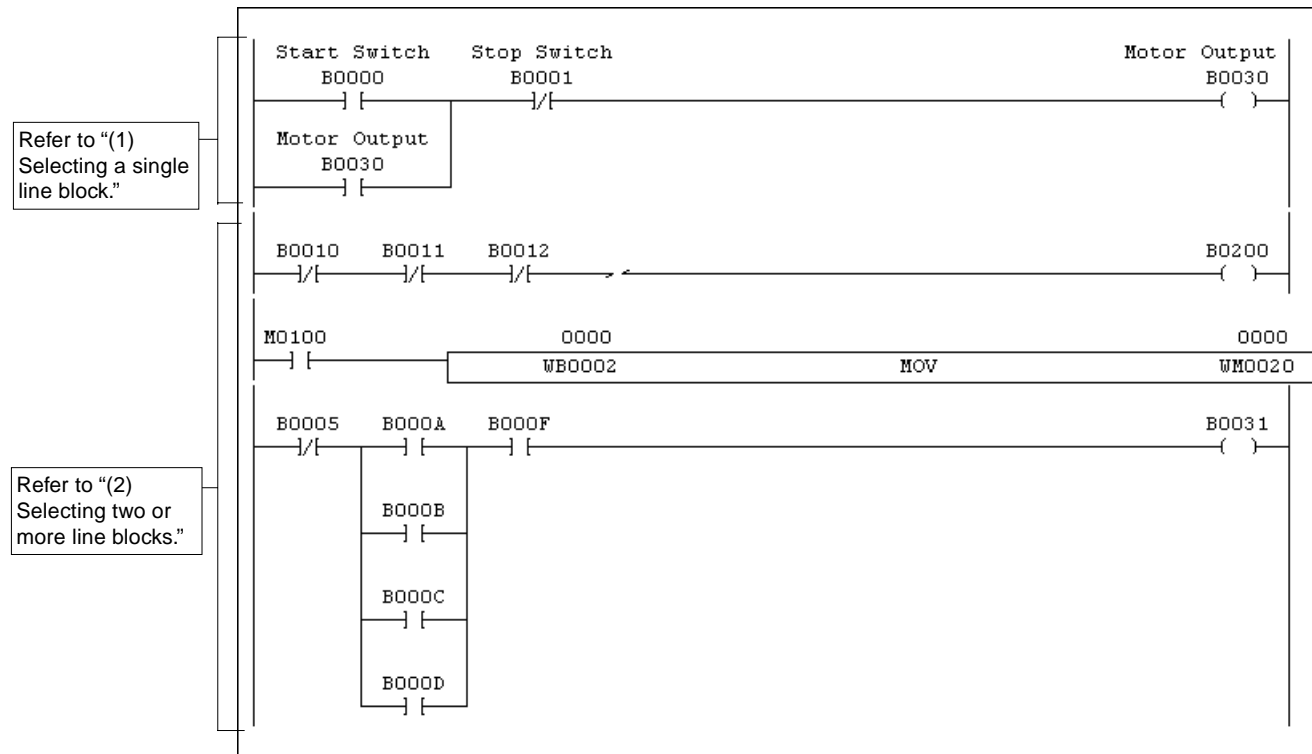 Start Switch Stop Switch Motor Output
B0000 B0001 B0030
Refer to “(1)
Selecting a single
line block.”
Motor Output
B0030
B0010 B0011 B0012 B0200
M0100 0000 0000
WB0002 MOV WM0020
B0005 B000A B000F B0031
Refer to “(2)
Selecting two or
more line blocks.”
B000B
B000C
B000D